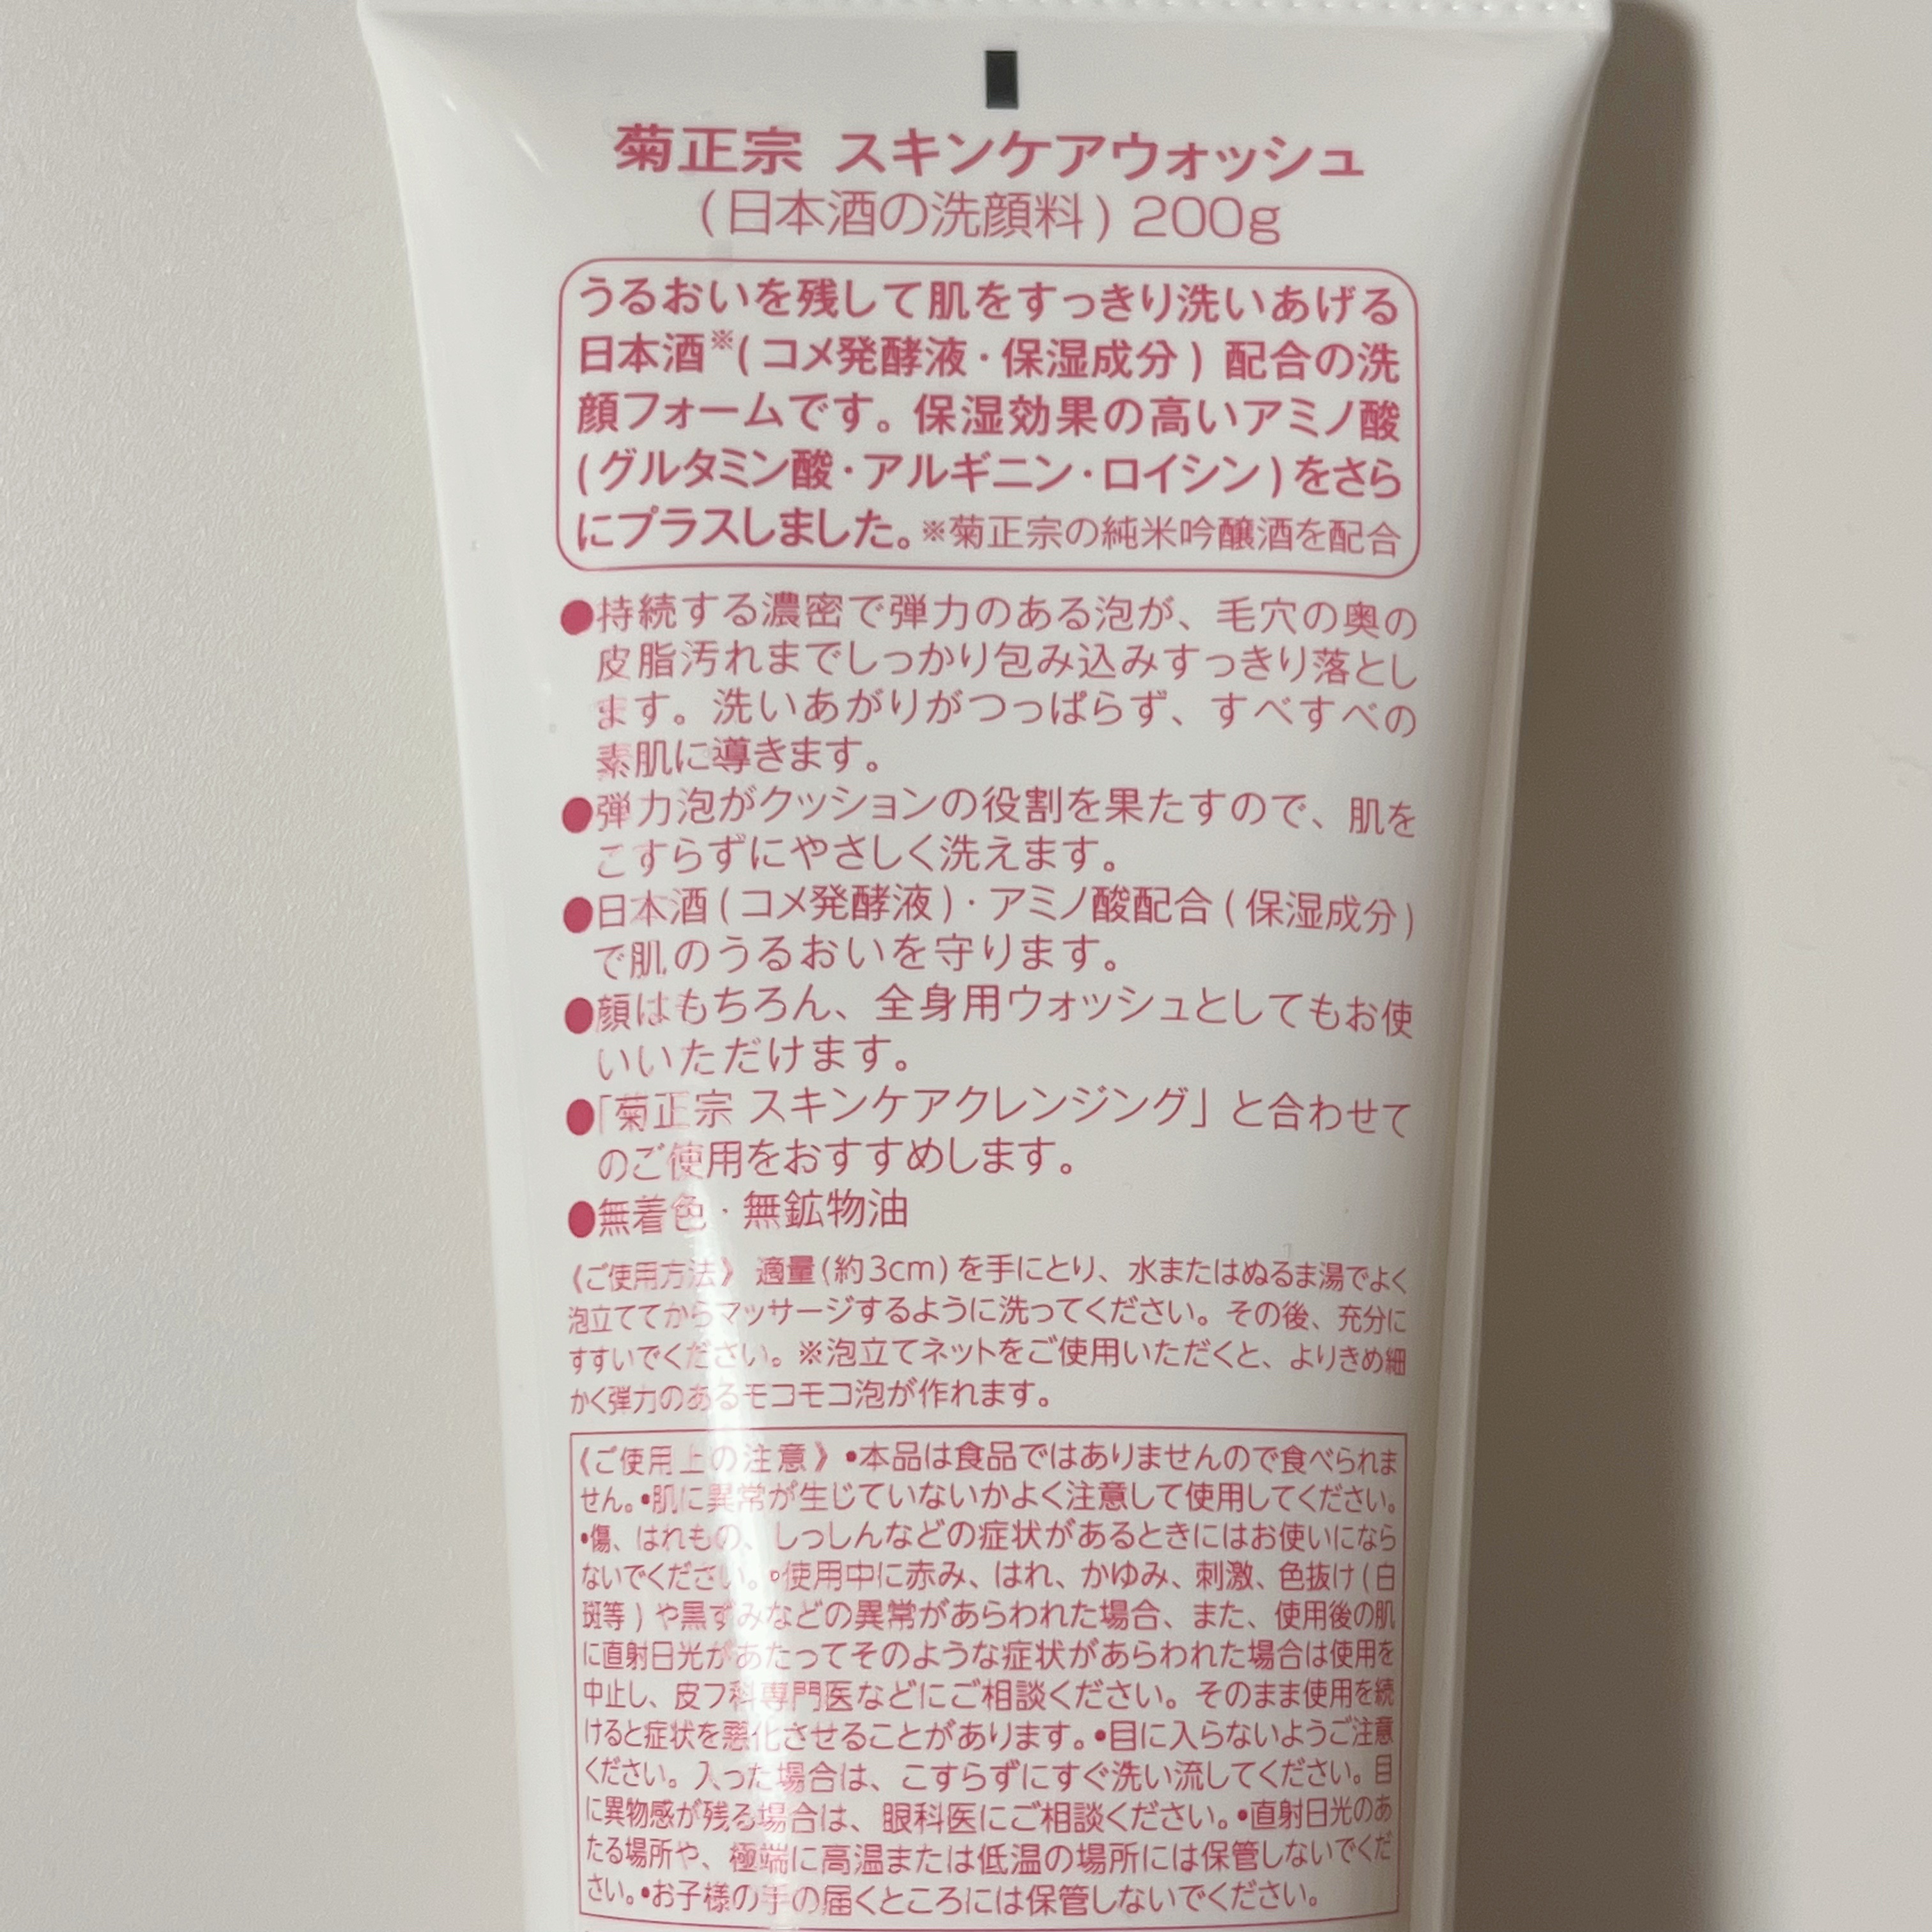 菊正宗 スキンケアウォッシュ
(日本酒の洗顔料) 200g
うるおいを残して肌をすっきり洗いあげる
日本酒※(コメ発酵液・保湿成分) 配合の洗
顔フォームです。保湿効果の高いアミノ酸
(グルタミン酸・アルギニン・ロイシン)をさら
にプラスしました。※菊正宗の純米吟醸酒を配合
●持続する濃密で弾力のある泡が、毛穴の奥の
皮脂汚れまでしっかり包み込みすっきり落とし
ます。洗いあがりがつっぱらず、すべすべの
素肌に導きます。
●弾力泡がクッションの役割を果たすので、肌を
こすらずにやさしく洗えます。
●日本酒(コメ発酵液)・アミノ酸配合(保湿成分)
で肌のうるおいを守ります。
●顔はもちろん、全身用ウォッシュとしてもお使
いいただけます。
●「菊正宗 スキンケアクレンジング」と合わせて
のご使用をおすすめします。
●無着色・無鉱物油
《ご使用方法》 適量(約3cm)を手にとり、水またはぬるま湯でよく
泡立ててからマッサージするように洗ってください。その後、充分に
すすいでください。※泡立てネットをご使用いただくと、よりきめ細
かく弾力のあるモコモコ泡が作れます。
《ご使用上の注意》•本品は食品ではありませんので食べられま
せん。•肌に異常が生じていないかよく注意して使用してください。
•傷、はれもの、しっしんなどの症状があるときにはお使いになら
ないでください。•使用中に赤み、はれ、かゆみ、刺激、色抜け(白
斑等)や黒ずみなどの異常があらわれた場合、また、使用後の肌
に直射日光があたってそのような症状があらわれた場合は使用を
中止し、皮フ科専門医などにご相談ください。そのまま使用を続
けると症状を悪化させることがあります。•目に入らないようご注意
ください。入った場合は、こすらずにすぐ洗い流してください。目
に異物感が残る場合は、眼科医にご相談ください。•直射日光のあ
たる場所や、極端に高温または低温の場所には保管しないでくだ
さい。•お子様の手の届くところには保管しないでください。